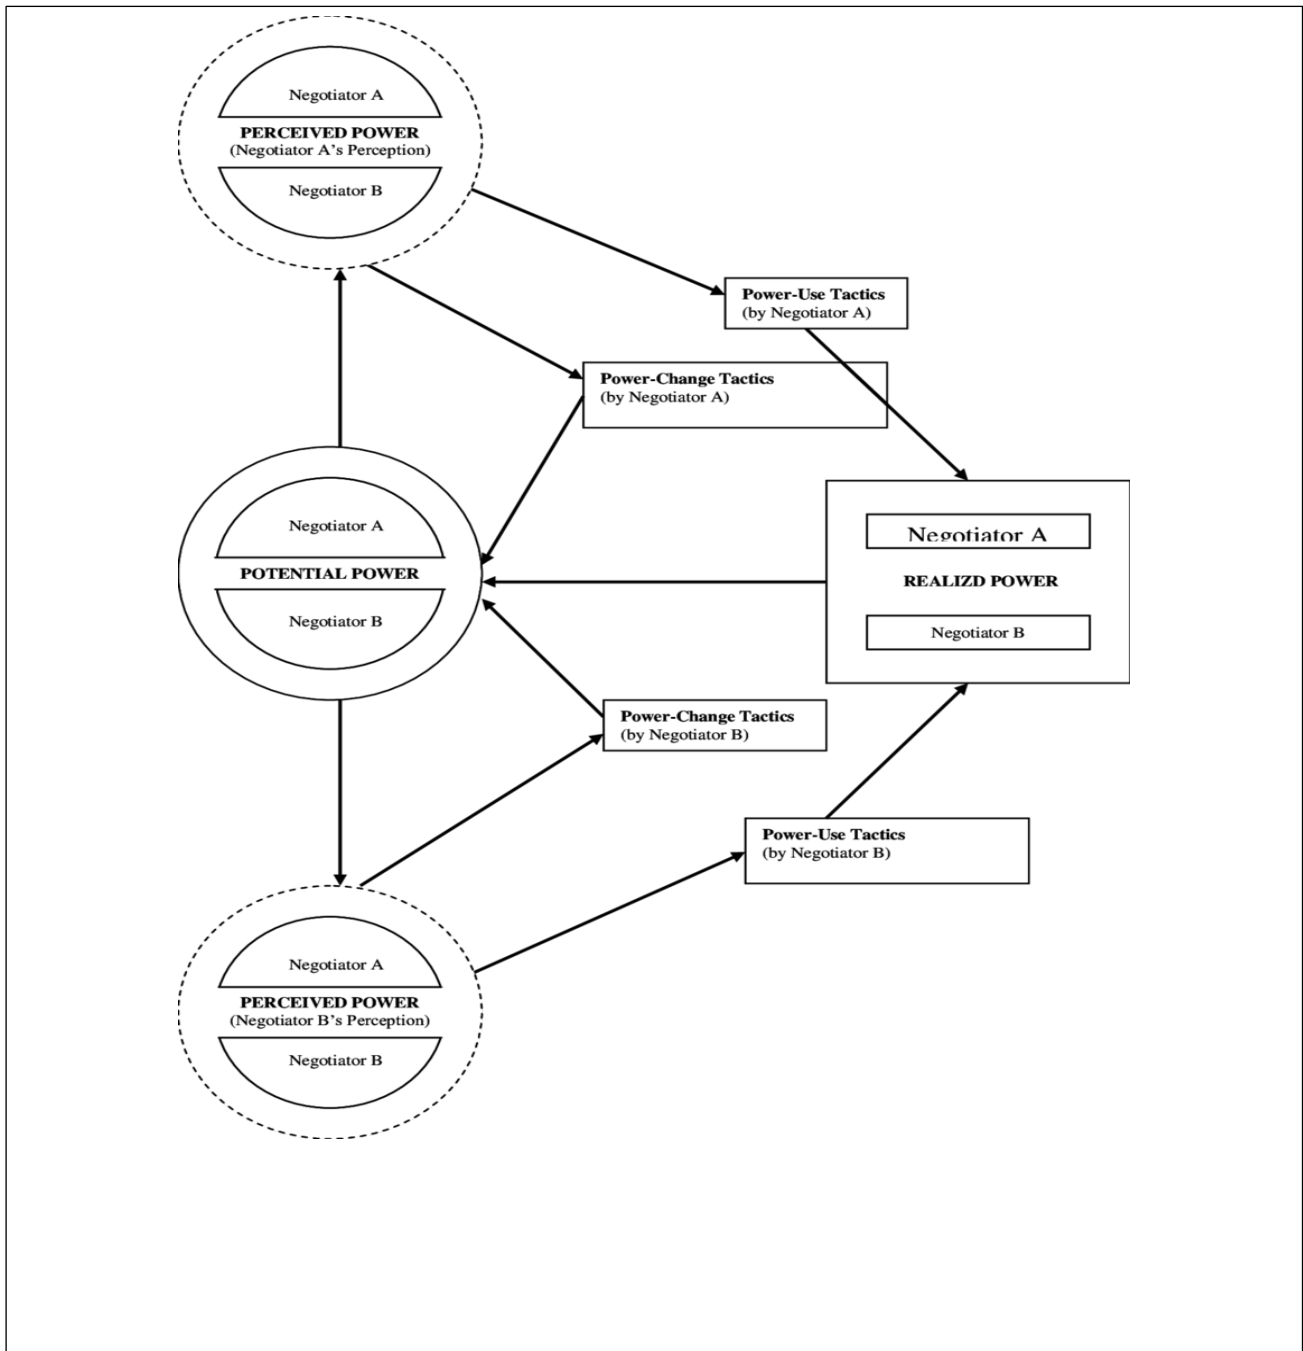 Negotiator A
PERCEIVED POWER
(Negotiator A's Perception)
Negotiator B
Power-Use Tactics
(by Negotiator A)
Power-Change Tactics
(by Negotiator A)
Negotiator A
POTENTIAL POWER
Negotiator B
Negotiator A
REALIZD POWER
Negotiator B
Power-Change Tactics
(by Negotiator B)
Power-Use Tactics
(by Negotiator B)
Negotiator A
PERCEIVED POWER
(Negotiator B's Perception)
Negotiator B